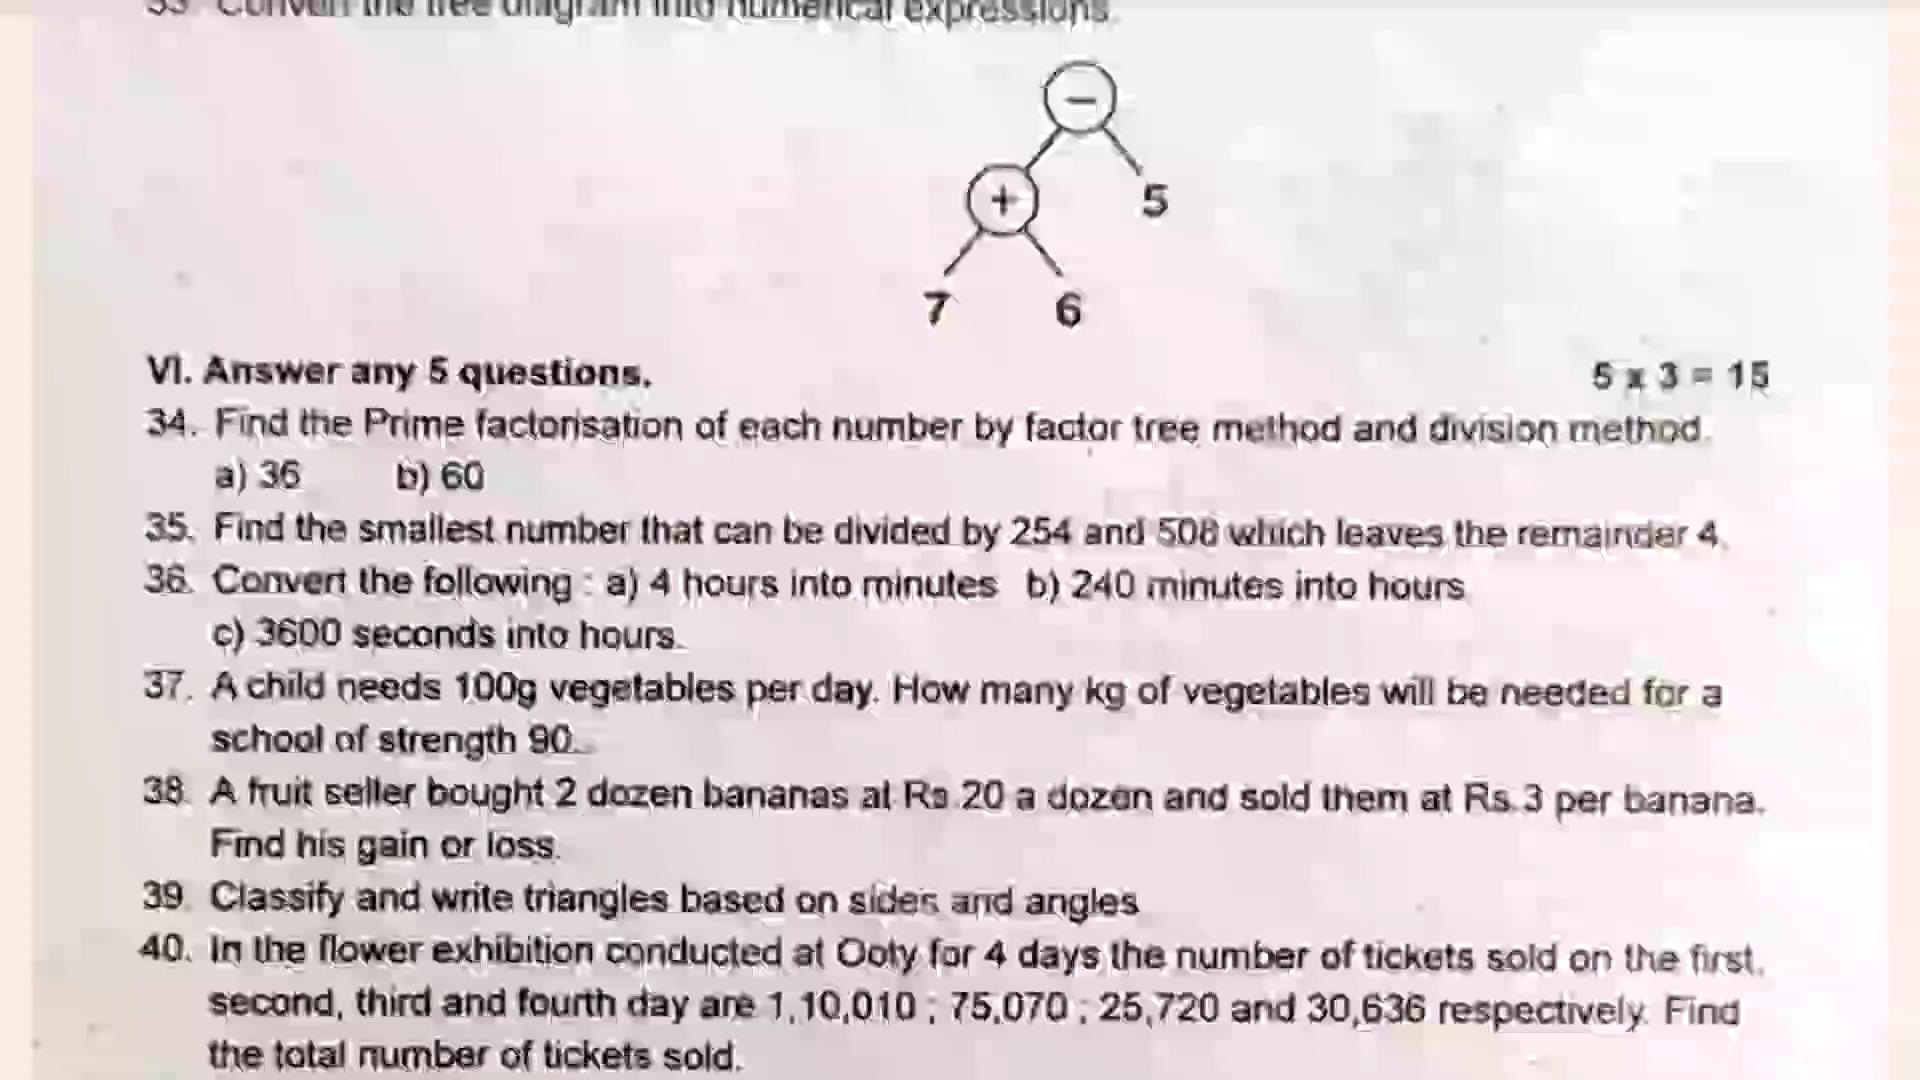 33. Convert the tree diagram into numerical expressions.
−
+
5
7 6
VI. Answer any 5 questions. 5 x 3 = 15
34. Find the Prime factorisation of each number by factor tree method and division method.
a) 36 b) 60
35. Find the smallest number that can be divided by 254 and 508 which leaves the remainder 4.
36. Convert the following : a) 4 hours into minutes b) 240 minutes into hours
c) 3600 seconds into hours.
37. A child needs 100g vegetables per day. How many kg of vegetables will be needed for a
school of strength 90.
38. A fruit seller bought 2 dozen bananas at Rs.20 a dozen and sold them at Rs.3 per banana.
Find his gain or loss.
39. Classify and write triangles based on sides and angles
40. In the flower exhibition conducted at Ooty for 4 days the number of tickets sold on the first,
second, third and fourth day are 1,10,010 ; 75,070 ; 25,720 and 30,636 respectively. Find
the total number of tickets sold.